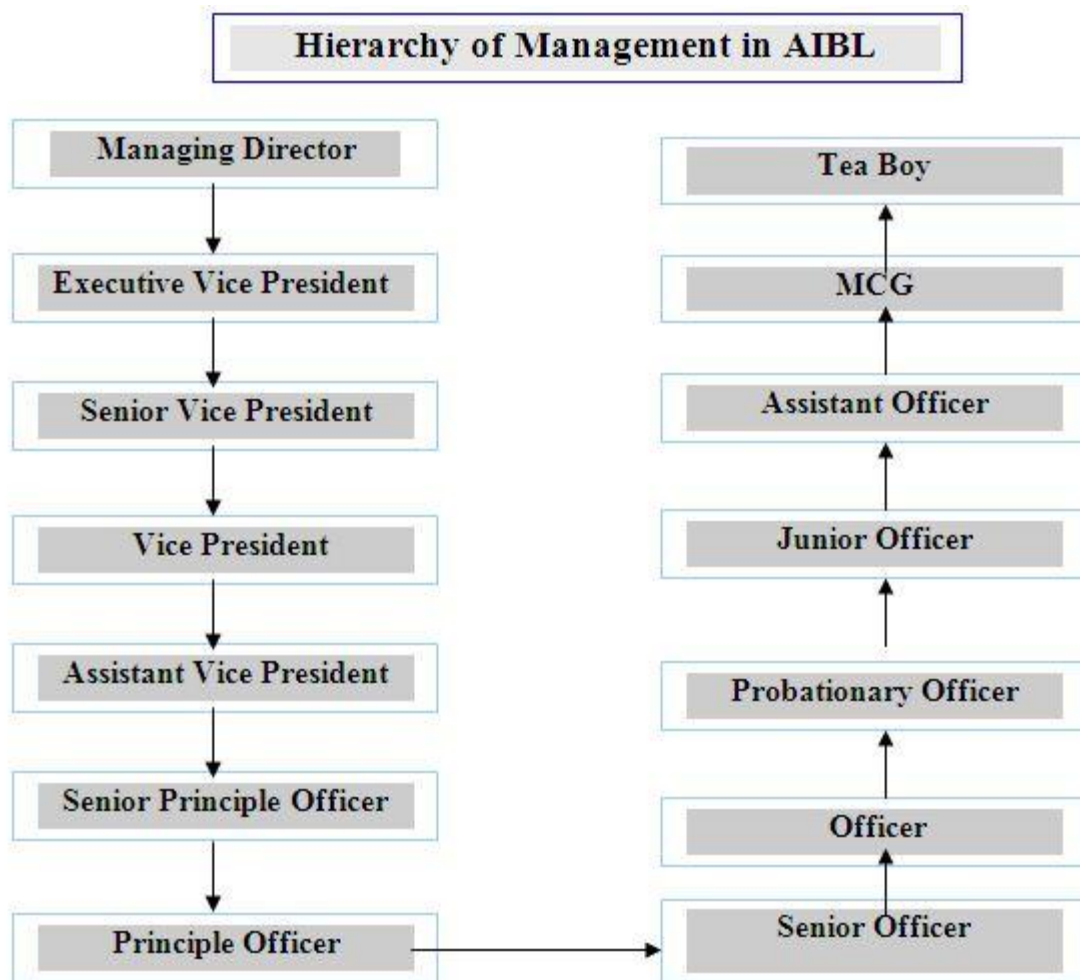 Hierarchy of Management in AIBL
Managing Director
Executive Vice President
Senior Vice President
Vice President
Assistant Vice President
Senior Principle Officer
Principle Officer
Tea Boy
MCG
Assistant Officer
Junior Officer
Probationary Officer
Officer
Senior Officer